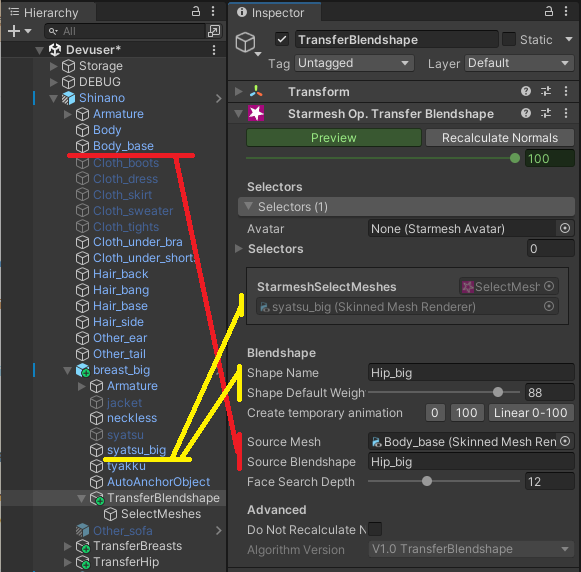 Hierarchy
All
Devuser*
Storage
DEBUG
Shinano
Armature
Body
Body_base
Cloth_boots
Cloth_dress
Cloth_skirt
Cloth_sweater
Cloth_tights
Cloth_under_bra
Cloth_under_short
Hair_back
Hair_bang
Hair_base
Hair_side
Other_ear
Other_tail
breast_big
Armature
jacket
neckless
syatsu
syatsu_big
tyakku
AutoAnchorObject
TransferBlendshape
SelectMeshes
Other_sofa
TransferBreasts
TransferHip
Inspector
TransferBlendshape Static
Tag Untagged Layer Default
Transform
Starmesh Op. Transfer Blendshape
Preview Recalculate Normals
100
Selectors
Selectors (1)
Avatar None (Starmesh Avatar)
Selectors 0
StarmeshSelectMeshes SelectMesh
syatsu_big (Skinned Mesh Renderer)
Blendshape
Shape Name Hip_big
Shape Default Weigh 88
Create temporary animation 0 100 Linear 0-100
Source Mesh Body_base (Skinned Mesh Ren
Source Blendshape Hip_big
Face Search Depth 12
Advanced
Do Not Recalculate N
Algorithm Version V1.0 TransferBlendshape